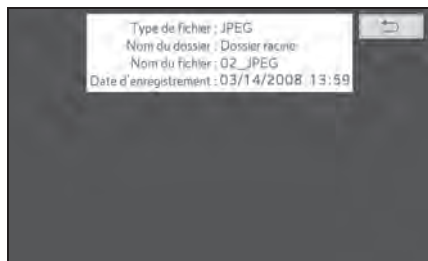 Type de fichier : JPEG
Nom du dossier : Dossier racine
Nom du fichier : 02_JPEG
Date d'enregistrement : 03/14/2008 13:59